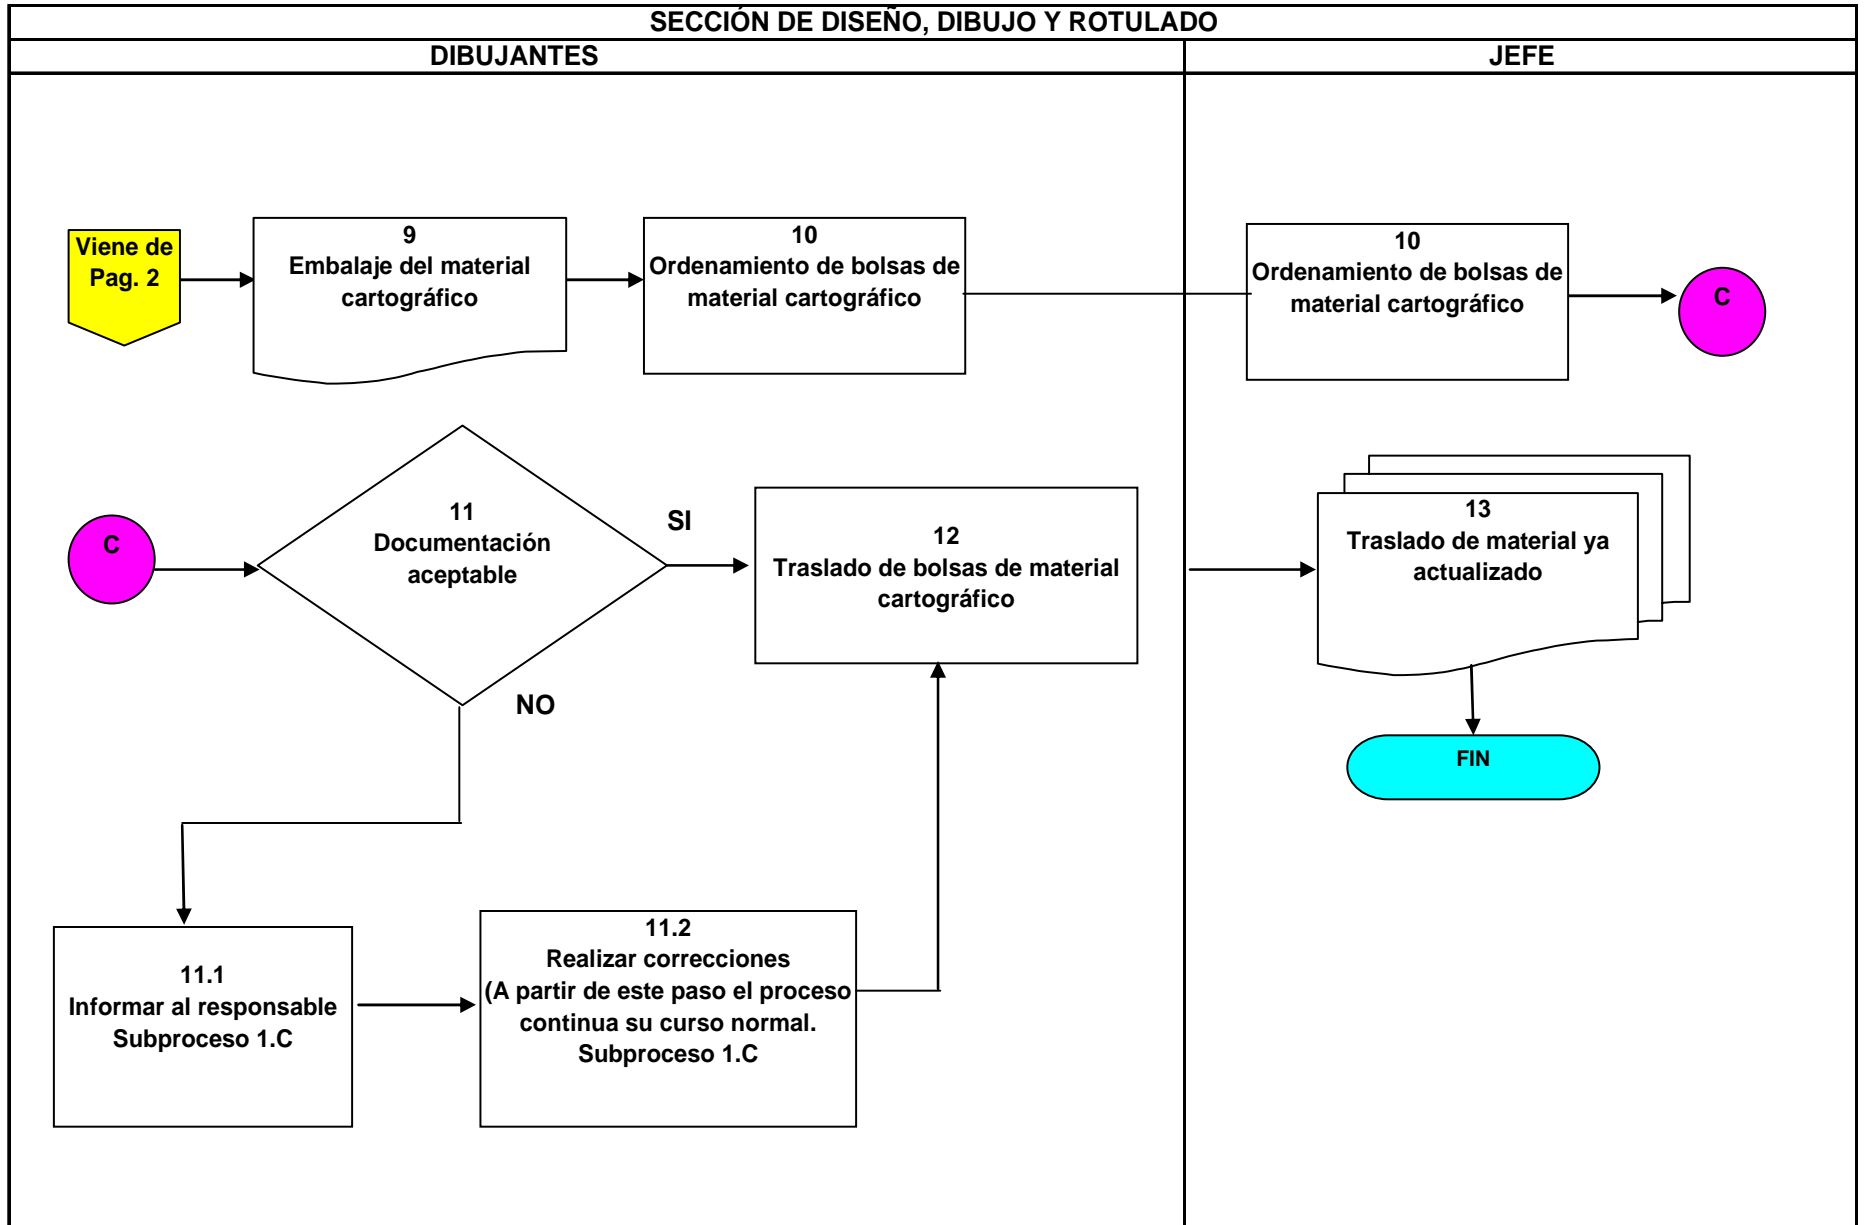 SECCIÓN DE DISEÑO, DIBUJO Y ROTULADO
DIBUJANTES
JEFE
Viene de
Pag. 2
9
Embalaje del material
cartográfico
10
Ordenamiento de bolsas de
material cartográfico
10
Ordenamiento de bolsas de
material cartográfico
C
C
11
Documentación
aceptable
SI
NO
12
Traslado de bolsas de material
cartográfico
13
Traslado de material ya
actualizado
FIN
11.1
Informar al responsable
Subproceso 1.C
11.2
Realizar correcciones
(A partir de este paso el proceso
continua su curso normal.
Subproceso 1.C